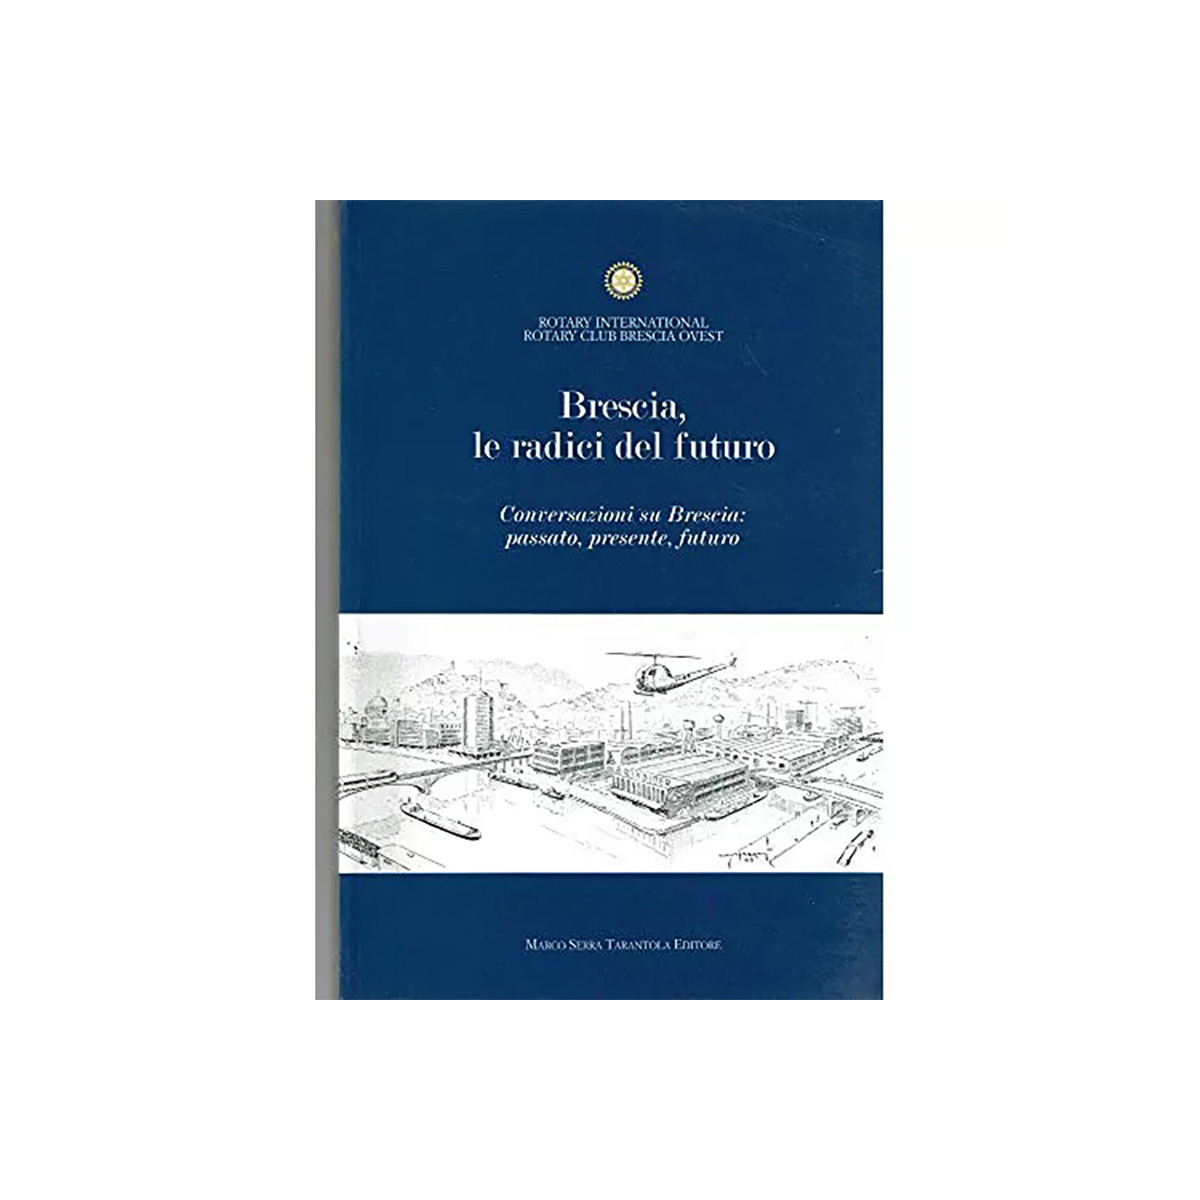 ROTARY INTERNATIONAL
ROTARY CLUB BRESCIA OVEST
Brescia,
le radici del futuro
Conversazioni su Brescia:
passato, presente, futuro
MARCO SERRA TARANTOLA EDITORE